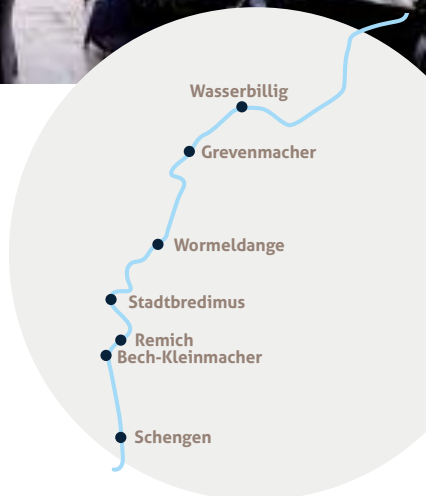 Wasserbillig
Grevenmacher
Wormeldange
Stadtbredimus
Remich
Bech-Kleinmacher
Schengen